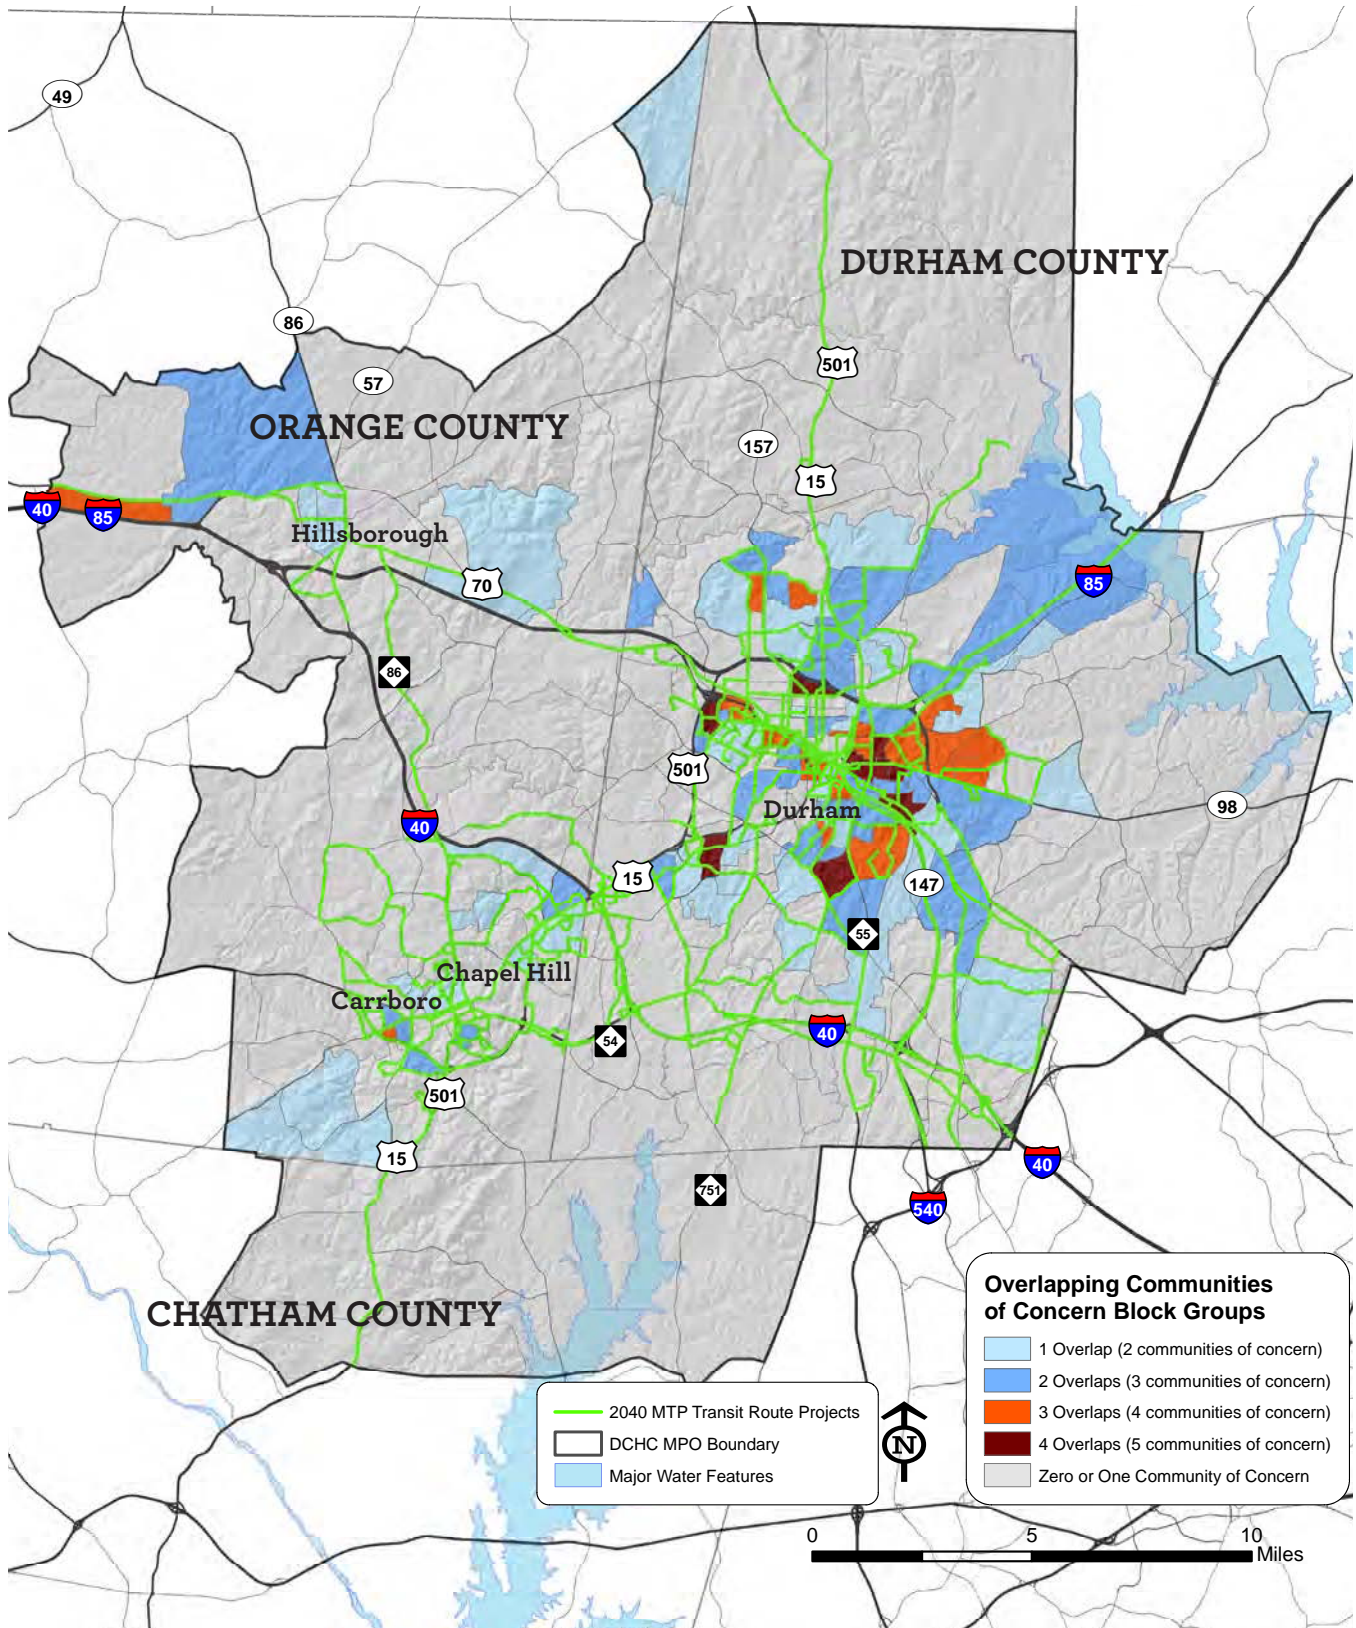 49
DURHAM COUNTY
86
501
57
ORANGE COUNTY
157
15
40
85
Hillsborough
70
85
86
501
Durham
98
40
15
147
55
Chapel Hill
Carrboro
40
54
501
15
40
751
540
CHATHAM COUNTY
Overlapping Communities
of Concern Block Groups
1 Overlap (2 communities of concern)
2 Overlaps (3 communities of concern)
3 Overlaps (4 communities of concern)
4 Overlaps (5 communities of concern)
Zero or One Community of Concern
2040 MTP Transit Route Projects
DCHC MPO Boundary
Major Water Features
N
0 5 10
Miles